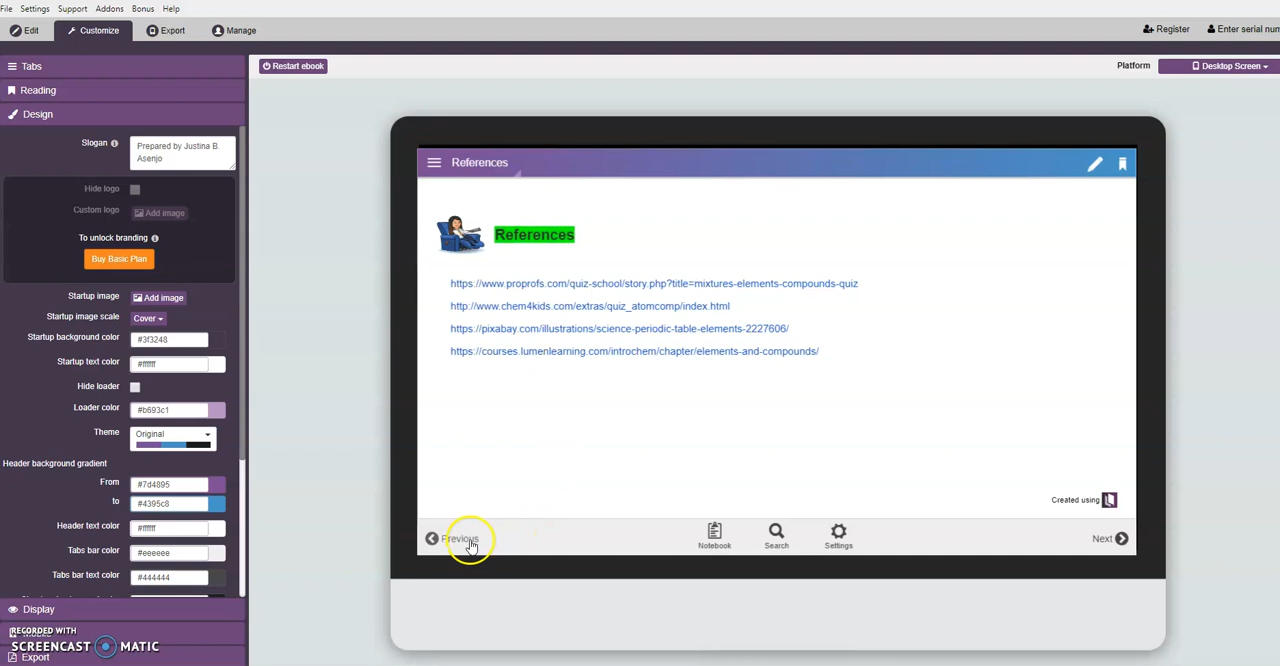 File Settings Support Addons Bonus Help
Edit Customize Export Manage
Register Enter serial num
Tabs
Restart ebook
Platform Desktop Screen
Reading
Design
Slogan Prepared by Justina B.
Asenjo
Hide logo
Custom logo Add image
To unlock branding
Buy Basic Plan
Startup image Add image
Startup image scale Cover
Startup background color #3f3248
Startup text color #ffffff
Hide loader
Loader color #b693c1
Theme Original
Header background gradient
From #7d4895
to #4395c8
Header text color #ffffff
Tabs bar color #eeeeee
Tabs bar text color #444444
Display
Export
RECORDED WITH
SCREENCAST MATIC
References
References
https://www.proprofs.com/quiz-school/story.php?title=mixtures-elements-compounds-quiz
http://www.chem4kids.com/extras/quiz_atomcomp/index.html
https://pixabay.com/illustrations/science-periodic-table-elements-2227606/
https://courses.lumenlearning.com/introchem/chapter/elements-and-compounds/
Created using
Previous
Notebook
Search
Settings
Next